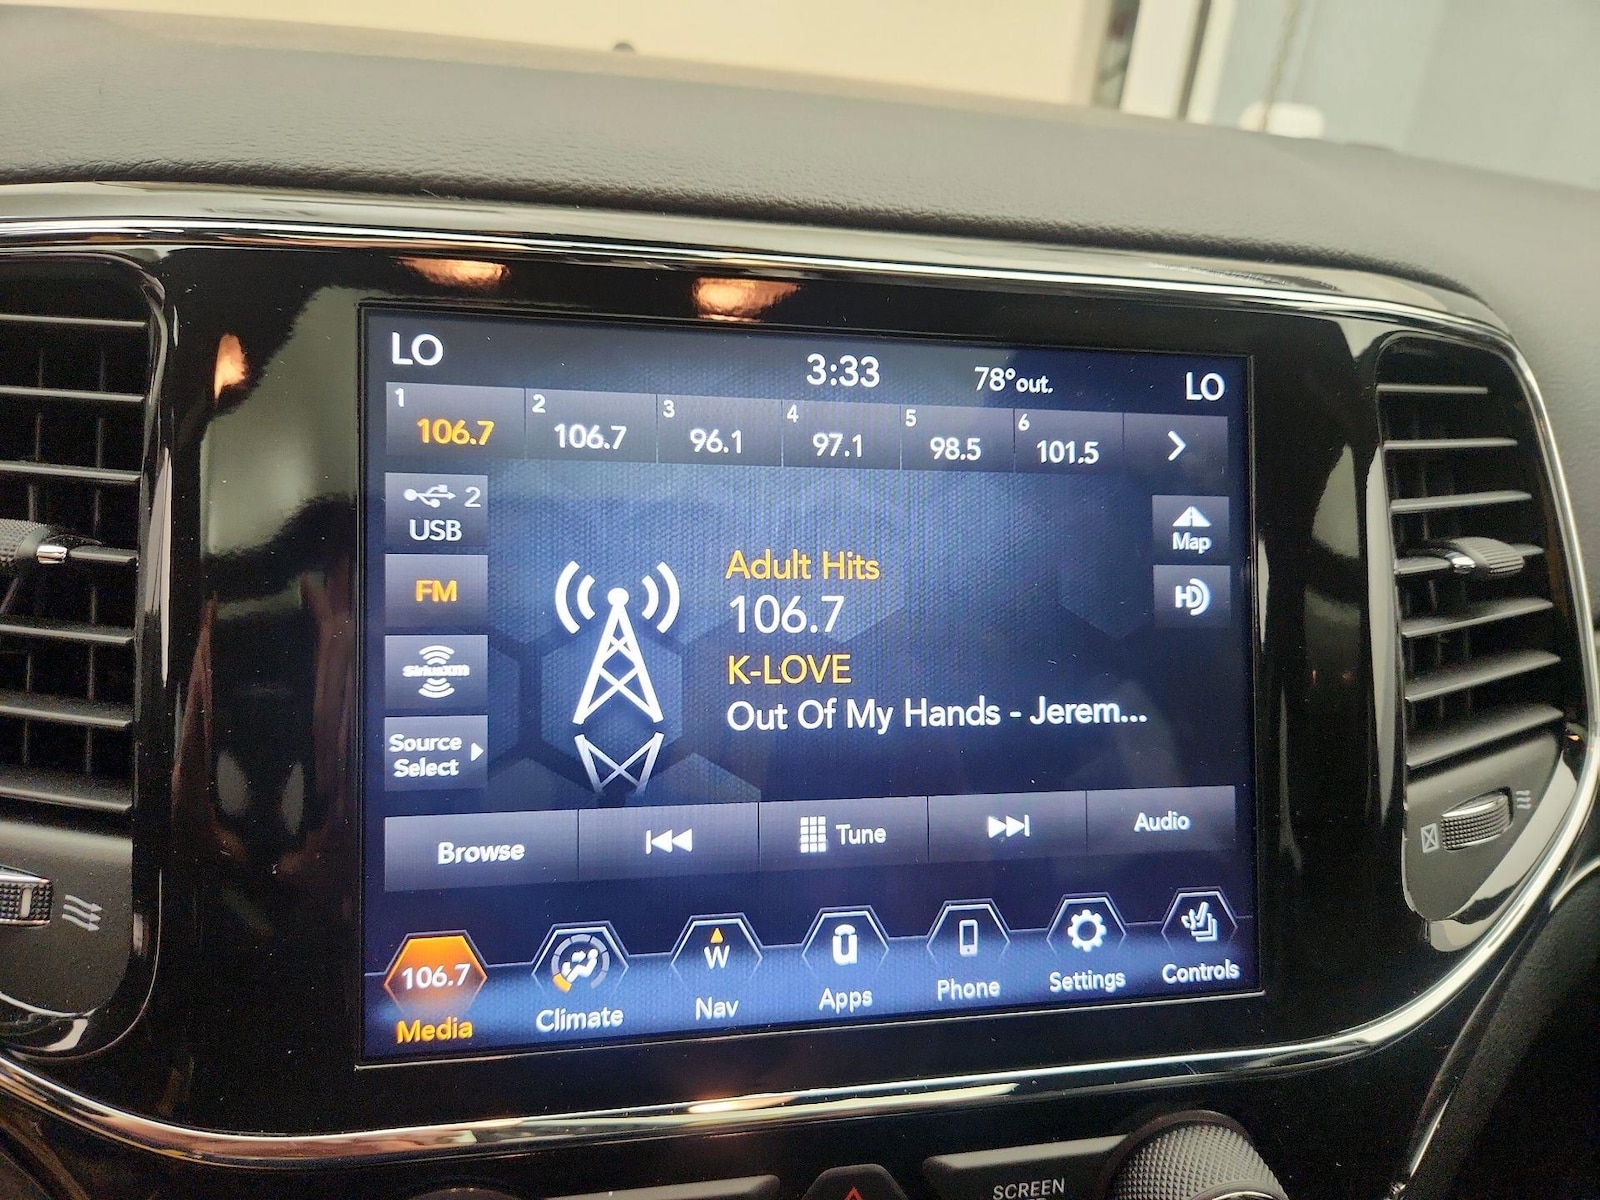 LO
3:33
78° out.
LO
1
106.7
2
106.7
3
96.1
4
97.1
5
98.5
6
101.5
2
USB
FM
SiriusXM
Source
Select
Map
HD
Adult Hits
106.7
K-LOVE
Out Of My Hands - Jerem...
Browse
Tune
Audio
106.7
Media
Climate
W
Nav
Apps
Phone
Settings
Controls
SCREEN